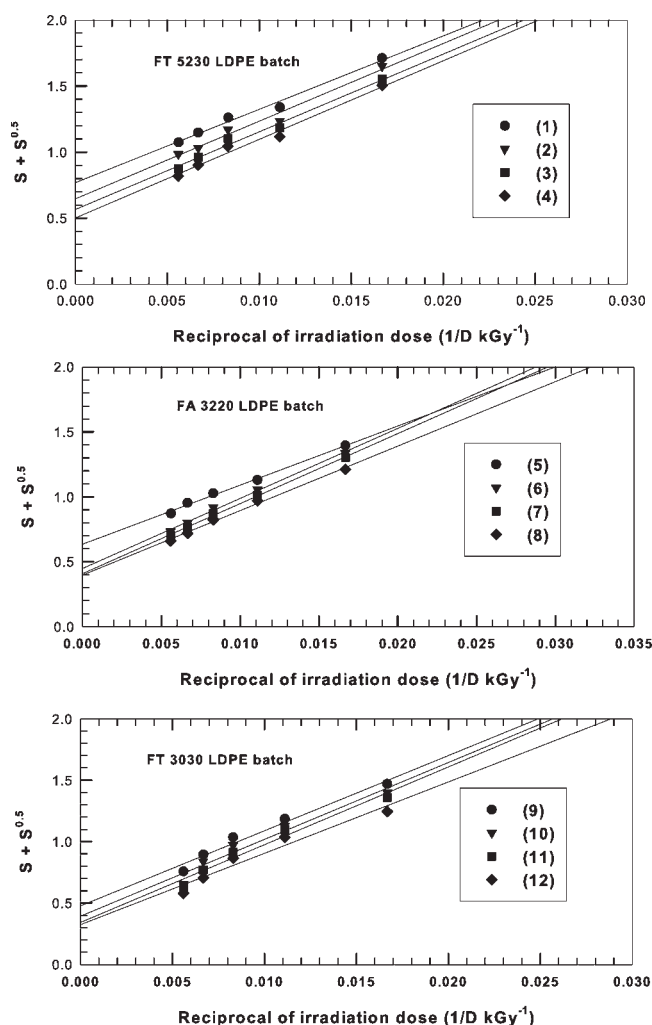 FT 5230 LDPE batch
S + S^0.5
2.0
1.5
1.0
0.5
0.0
(1)
(2)
(3)
(4)
0.000 0.005 0.010 0.015 0.020 0.025 0.030
Reciprocal of irradiation dose (1/D kGy^-1)
FA 3220 LDPE batch
S + S^0.5
2.0
1.5
1.0
0.5
0.0
(5)
(6)
(7)
(8)
0.000 0.005 0.010 0.015 0.020 0.025 0.030 0.035
Reciprocal of irradiation dose (1/D kGy^-1)
FT 3030 LDPE batch
S + S^0.5
2.0
1.5
1.0
0.5
0.0
(9)
(10)
(11)
(12)
0.000 0.005 0.010 0.015 0.020 0.025 0.030
Reciprocal of irradiation dose (1/D kGy^-1)